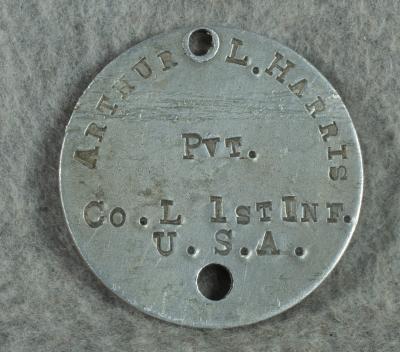 ARTHUR L. HARRIS
PVT.
Co. L 1ST INF.
U.S.A.